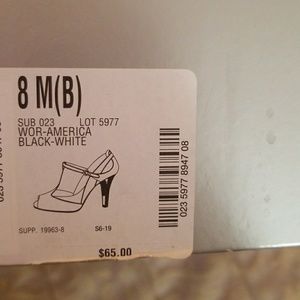 8 M(B)
SUB 023 LOT 5977
WOR-AMERICA
BLACK-WHITE
023 5977 8947 08
SUPP. 19963-8 S6-19
$65.00